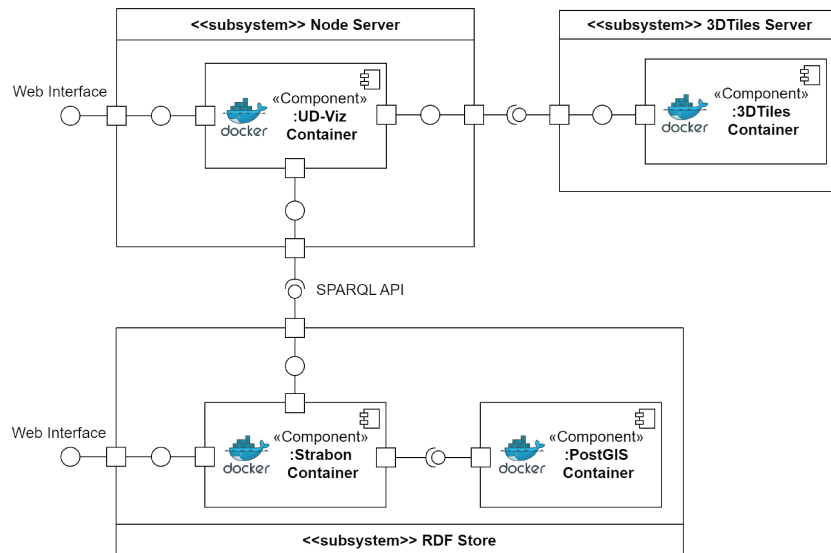 <<subsystem>> Node Server
<<subsystem>> 3DTiles Server
Web Interface
docker
«Component»
:UD-Viz
Container
docker
«Component»
:3DTiles
Container
SPARQL API
Web Interface
docker
«Component»
:Strabon
Container
docker
«Component»
:PostGIS
Container
<<subsystem>> RDF Store